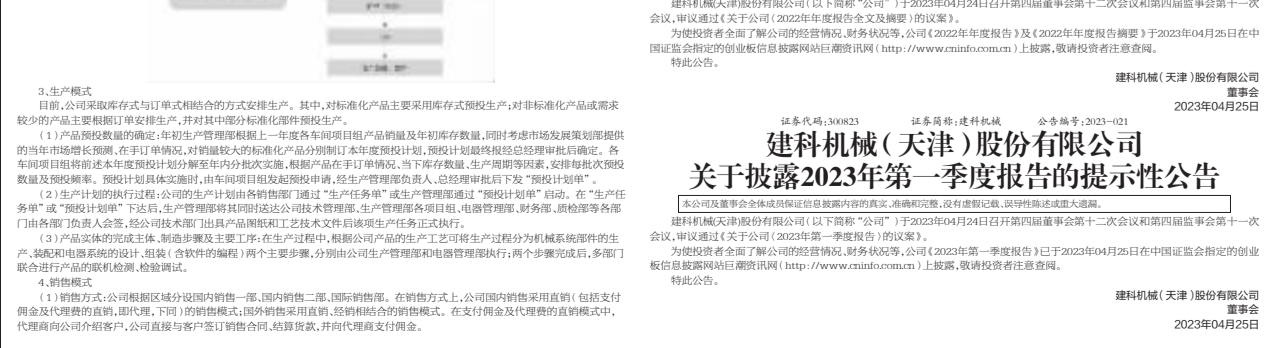 3、生产模式
目前,公司采取库存式与订单式相结合的方式安排生产。其中,对标准化产品主要采用库存式预投生产;对非标准化产品或需求
较少的产品主要根据订单安排生产,并对其中部分标准化部件预投生产。
(1)产品预投数量的确定:年初生产管理部根据上一年度各车间项目组产品销量及年初库存数量,同时考虑市场发展策划部提供
的当年市场增长预测、在手订单情况,对销量较大的标准化产品分别制订本年度预投计划,预投计划最终报经总经理审批后确定。各
车间项目组将前述本年度预投计划分解至年内分批次实施,根据产品在手订单情况、当下库存数量、生产周期等因素,安排每批次预投
数量及预投频率。预投计划具体实施时,由车间项目组发起预投申请,经生产管理部负责人、总经理审批后下发“预投计划单”。
(2)生产计划的执行过程:公司的生产计划由各销售部门通过“生产任务单”或生产管理部通过“预投计划单”启动。在“生产任
务单”或“预投计划单”下达后,生产管理部将其同时送达公司技术管理部、生产管理部各项目组、电器管理部、财务部、质检部等各部
门由各部门负责人会签,经公司技术部门出具产品图纸和工艺技术文件后该项生产任务正式执行。
(3)产品实体的完成主体、制造步骤及主要工序:在生产过程中,根据公司产品的生产工艺可将生产过程分为机械系统部件的生
产、装配和电器系统的设计、组装(含软件的编程)两个主要步骤,分别由公司生产管理部和电器管理部执行;两个步骤完成后,多部门
联合进行产品的联机检测、检验调试。
4、销售模式
(1)销售方式:公司根据区域分设国内销售一部、国内销售二部、国际销售部。在销售方式上,公司国内销售采用直销(包括支付
佣金及代理费的直销,即代理,下同)的销售模式;国外销售采用直销、经销相结合的销售模式。在支付佣金及代理费的直销模式中,
代理商向公司介绍客户,公司直接与客户签订销售合同、结算货款,并向代理商支付佣金。
建科机械(天津)股份有限公司(以下简称“公司”)于2023年04月24日召开第四届董事会第十二次会议和第四届监事会第十一次
会议,审议通过《关于公司〈2022年年度报告全文及摘要〉的议案》。
为使投资者全面了解公司的经营情况、财务状况等,公司《2022年年度报告》及《2022年年度报告摘要》于2023年04月25日在中
国证监会指定的创业板信息披露网站巨潮资讯网(http://www.cninfo.com.cn)上披露,敬请投资者注意查阅。
特此公告。
建科机械(天津)股份有限公司
董事会
2023年04月25日
证券代码:300823 证券简称:建科机械 公告编号:2023-021
建科机械(天津)股份有限公司
关于披露2023年第一季度报告的提示性公告
本公司及董事会全体成员保证信息披露内容的真实、准确和完整,没有虚假记载、误导性陈述或重大遗漏。
建科机械(天津)股份有限公司(以下简称“公司”)于2023年04月24日召开第四届董事会第十二次会议和第四届监事会第十一次
会议,审议通过《关于公司〈2023年第一季度报告〉的议案》。
为使投资者全面了解公司的经营情况、财务状况等,公司《2023年第一季度报告》已于2023年04月25日在中国证监会指定的创业
板信息披露网站巨潮资讯网(http://www.cninfo.com.cn)上披露,敬请投资者注意查阅。
特此公告。
建科机械(天津)股份有限公司
董事会
2023年04月25日